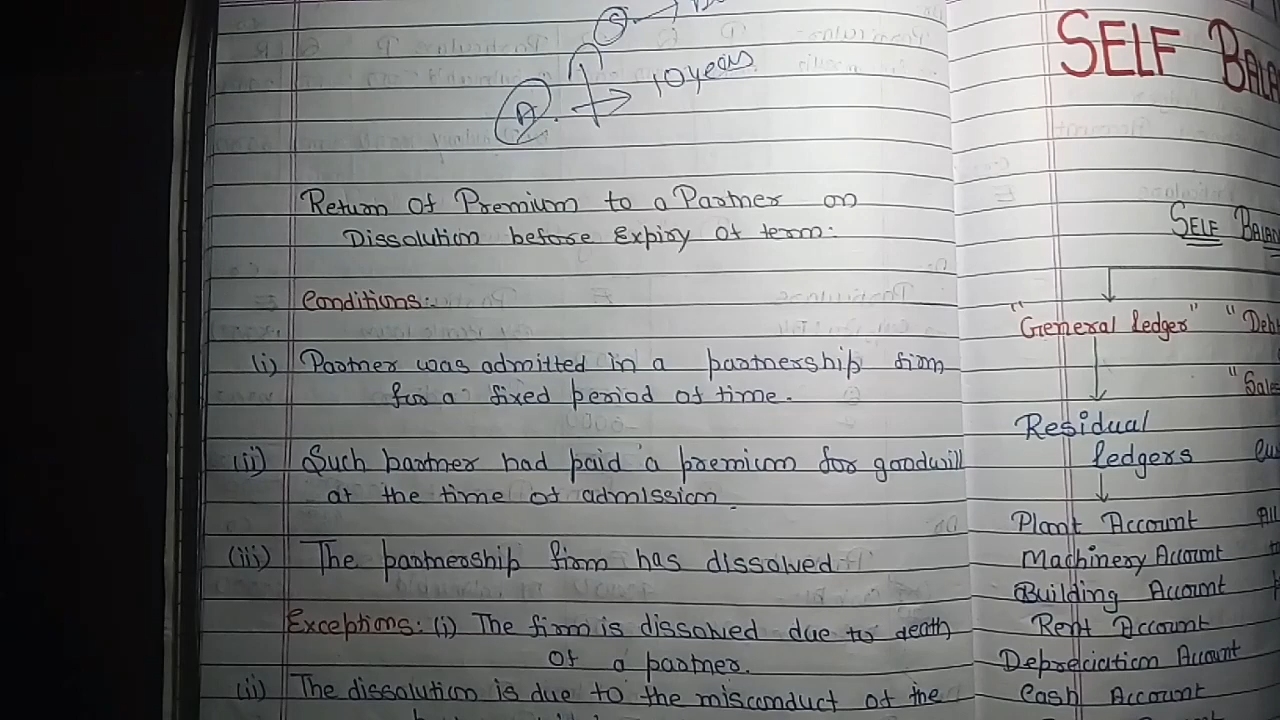 S
A
10 years
Return of Premium to a Partner on
Dissolution before Expiry of term:
Conditions:
(i) Partner was admitted in a partnership firm
for a fixed period of time.
(ii) Such partner had paid a premium for goodwill
at the time of admission.
(iii) The partnership firm has dissolved.
Exceptions: (i) The firm is dissolved due to death
of a partner.
(ii) The dissolution is due to the misconduct of the
SELF
SELF
"General ledger"
Residual
ledgers
Plant Account
Machinery Account
Building Account
Rent Account
Depreciation Account
Cash Account